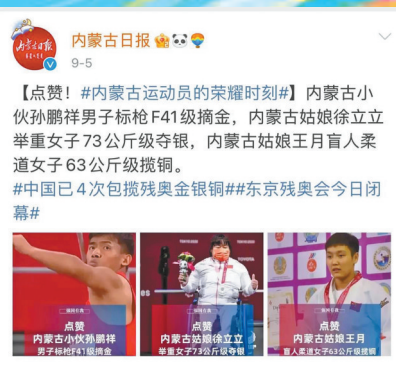 内蒙古日报
内蒙古日报
9-5
【点赞！#内蒙古运动员的荣耀时刻#】内蒙古小
伙孙鹏祥男子标枪F41级摘金，内蒙古姑娘徐立立
举重女子73公斤级夺银，内蒙古姑娘王月盲人柔
道女子63公斤级揽铜。
#中国已4次包揽残奥金银铜##东京残奥会今日闭
幕#
点赞
内蒙古小伙孙鹏祥
男子标枪F41级摘金
点赞
内蒙古姑娘徐立立
举重女子73公斤级夺银
点赞
内蒙古姑娘王月
盲人柔道女子63公斤级揽铜